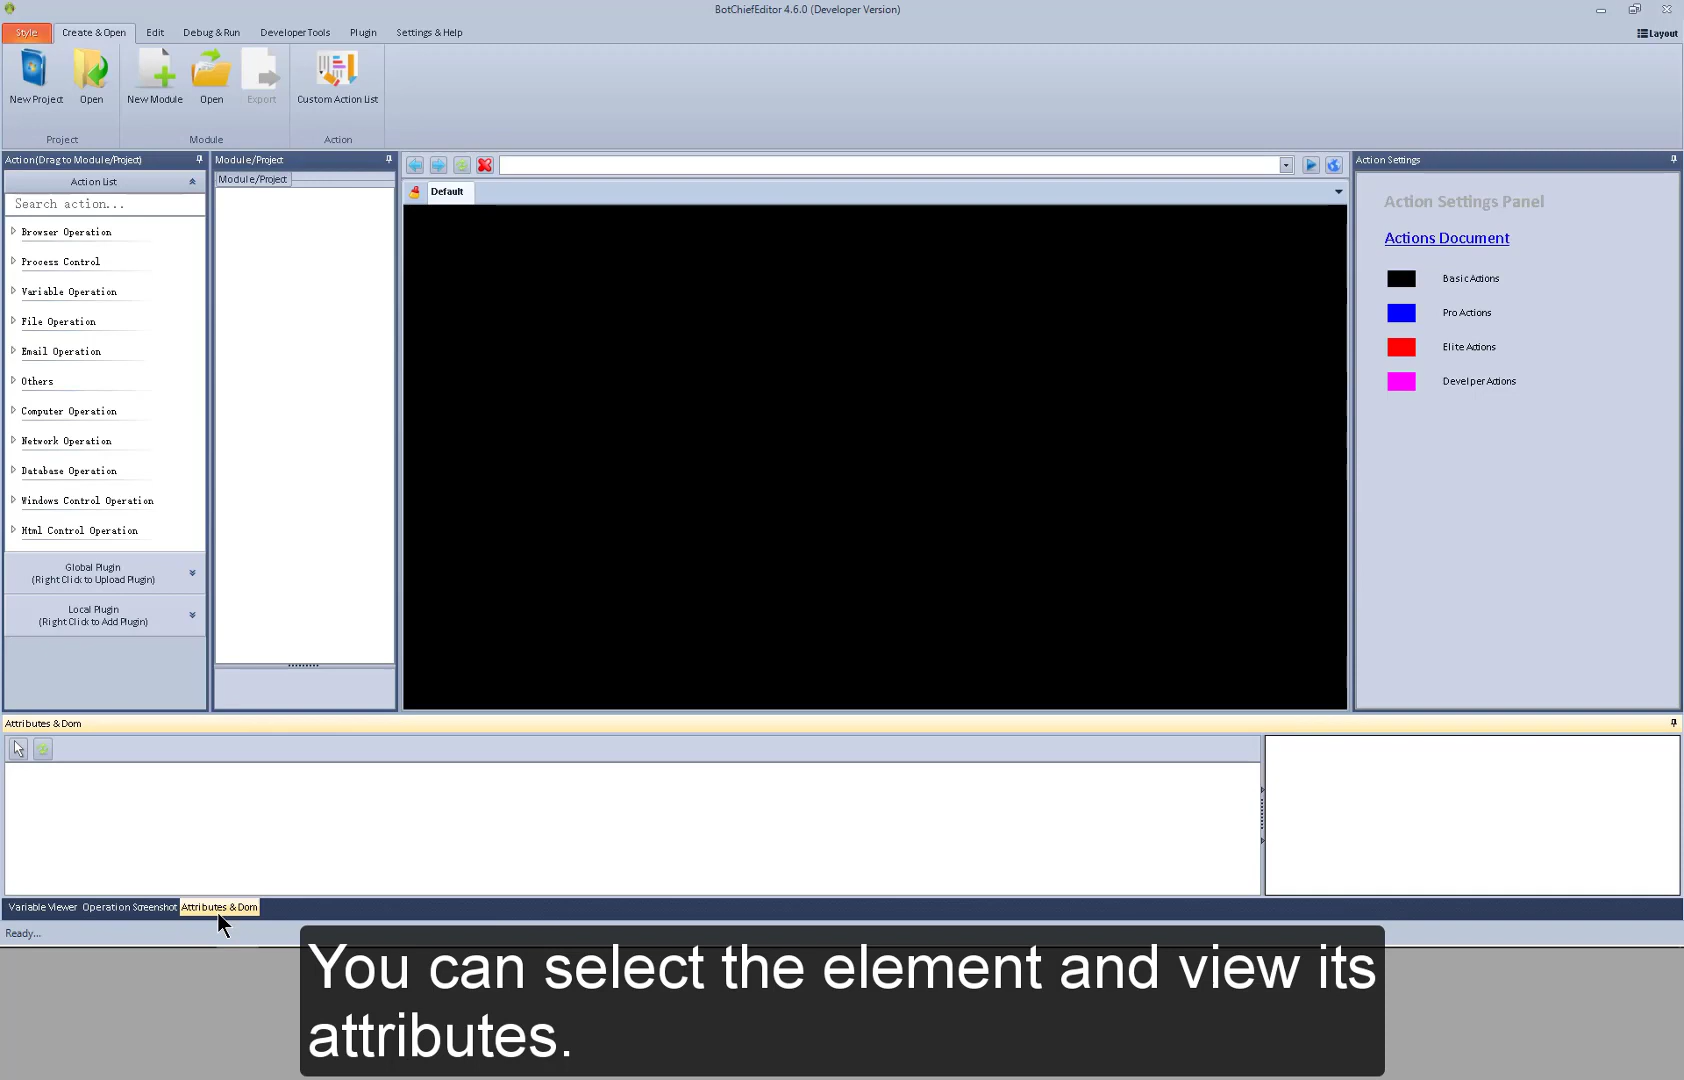 BotChiefEditor 4.6.0 (Developer Version)
Style
Create & Open
Edit
Debug & Run
Developer Tools
Plugin
Settings & Help
Layout
New Project
Open
New Module
Open
Export
Custom Action List
Project
Module
Action
Action(Drag to Module/Project)
Action List
Search action...
Browser Operation
Process Control
Variable Operation
File Operation
Email Operation
Others
Computer Operation
Network Operation
Database Operation
Windows Control Operation
Html Control Operation
Global Plugin
(Right Click to Upload Plugin)
Local Plugin
(Right Click to Add Plugin)
Module/Project
Module/Project
Default
Action Settings
Action Settings Panel
Actions Document
Basic Actions
Pro Actions
Elite Actions
Develper Actions
Attributes & Dom
Variable Viewer
Operation Screenshot
Attributes & Dom
Ready...
You can select the element and view its
attributes.